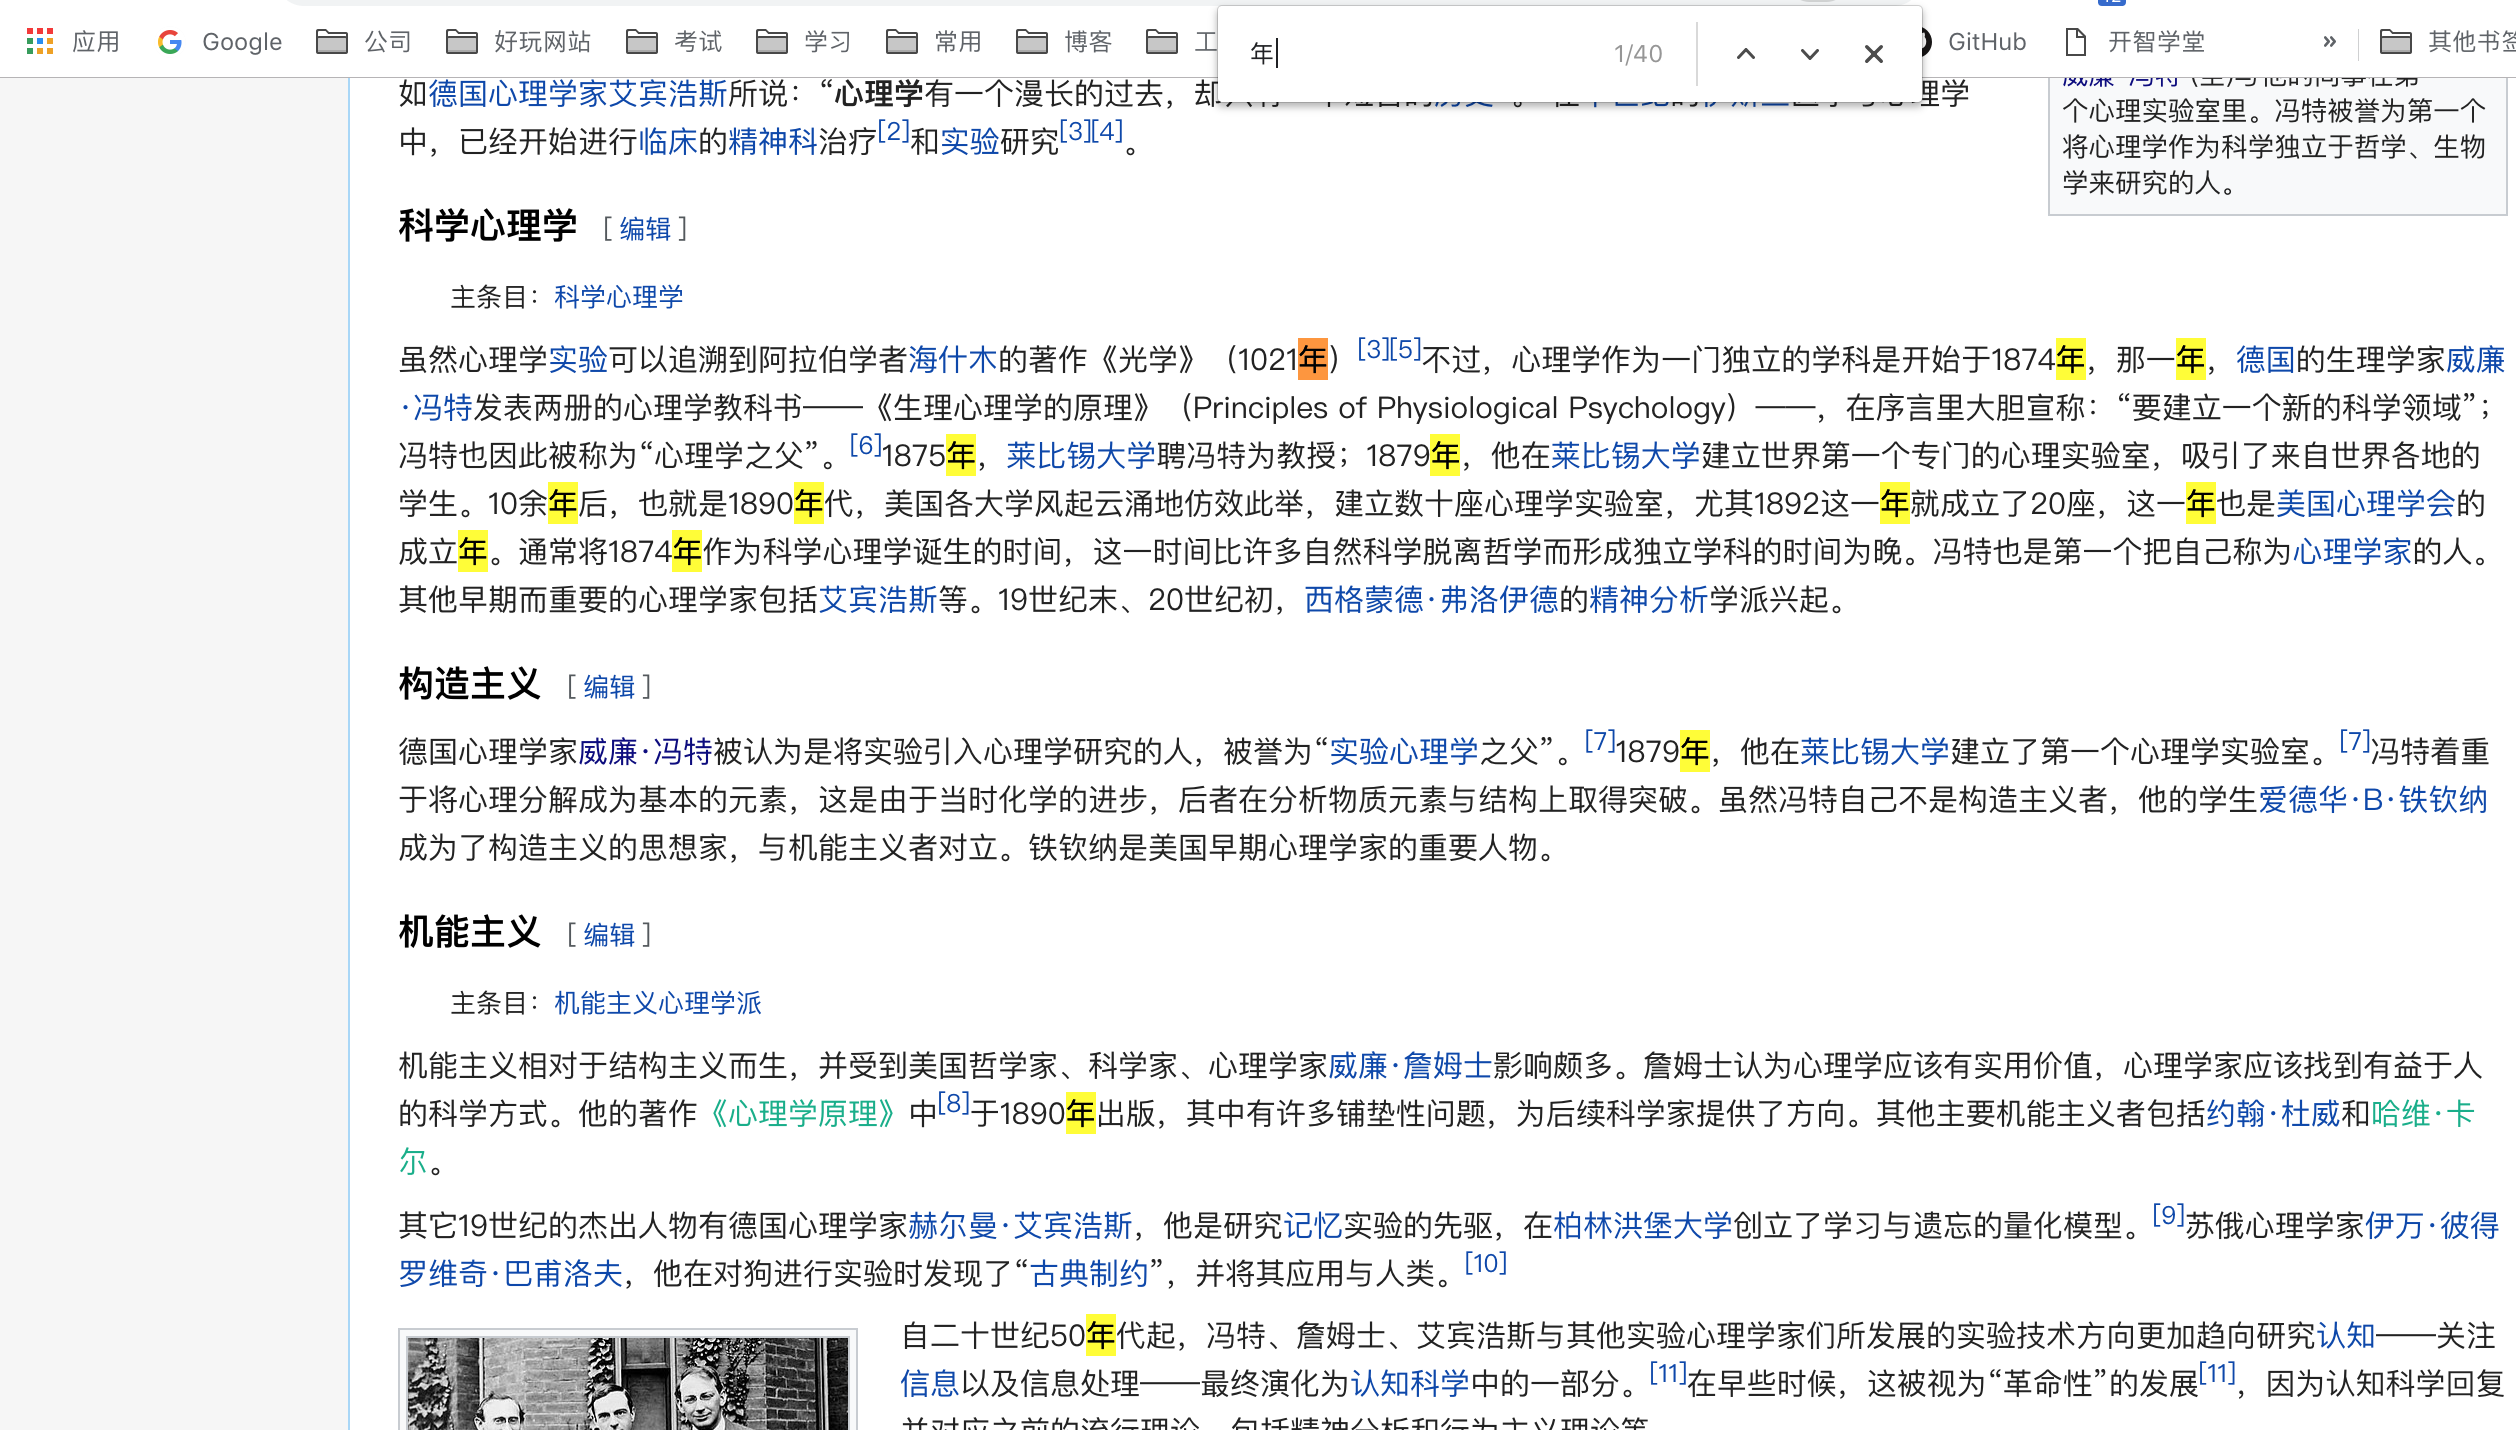 应用 Google 公司 好玩网站 考试 学习 常用 博客 工 年 1/40 GitHub 开智学堂 » 其他书签
如德国心理学家艾宾浩斯所说：“心理学有一个漫长的过去，却
中，已经开始进行临床的精神科治疗[2]和实验研究[3][4]。
个心理实验室里。冯特被誉为第一个
将心理学作为科学独立于哲学、生物
学来研究的人。
科学心理学 [ 编辑 ]
主条目：科学心理学
虽然心理学实验可以追溯到阿拉伯学者海什木的著作《光学》（1021年）[3][5]不过，心理学作为一门独立的学科是开始于1874年，那一年，德国的生理学家威廉
·冯特发表两册的心理学教科书——《生理心理学的原理》（Principles of Physiological Psychology）——，在序言里大胆宣称：“要建立一个新的科学领域”；
冯特也因此被称为“心理学之父”。[6]1875年，莱比锡大学聘冯特为教授；1879年，他在莱比锡大学建立世界第一个专门的心理实验室，吸引了来自世界各地的
学生。10余年后，也就是1890年代，美国各大学风起云涌地仿效此举，建立数十座心理学实验室，尤其1892这一年就成立了20座，这一年也是美国心理学会的
成立年。通常将1874年作为科学心理学诞生的时间，这一时间比许多自然科学脱离哲学而形成独立学科的时间为晚。冯特也是第一个把自己称为心理学家的人。
其他早期而重要的心理学家包括艾宾浩斯等。19世纪末、20世纪初，西格蒙德·弗洛伊德的精神分析学派兴起。
构造主义 [ 编辑 ]
德国心理学家威廉·冯特被认为是将实验引入心理学研究的人，被誉为“实验心理学之父”。[7]1879年，他在莱比锡大学建立了第一个心理学实验室。[7]冯特着重
于将心理分解成为基本的元素，这是由于当时化学的进步，后者在分析物质元素与结构上取得突破。虽然冯特自己不是构造主义者，他的学生爱德华·B·铁钦纳
成为了构造主义的思想家，与机能主义者对立。铁钦纳是美国早期心理学家的重要人物。
机能主义 [ 编辑 ]
主条目：机能主义心理学派
机能主义相对于结构主义而生，并受到美国哲学家、科学家、心理学家威廉·詹姆士影响颇多。詹姆士认为心理学应该有实用价值，心理学家应该找到有益于人
的科学方式。他的著作《心理学原理》中[8]于1890年出版，其中有许多铺垫性问题，为后续科学家提供了方向。其他主要机能主义者包括约翰·杜威和哈维·卡
尔。
其它19世纪的杰出人物有德国心理学家赫尔曼·艾宾浩斯，他是研究记忆实验的先驱，在柏林洪堡大学创立了学习与遗忘的量化模型。[9]苏俄心理学家伊万·彼得
罗维奇·巴甫洛夫，他在对狗进行实验时发现了“古典制约”，并将其应用与人类。[10]
自二十世纪50年代起，冯特、詹姆士、艾宾浩斯与其他实验心理学家们所发展的实验技术方向更加趋向研究认知——关注
信息以及信息处理——最终演化为认知科学中的一部分。[11]在早些时候，这被视为“革命性”的发展[11]，因为认知科学回复